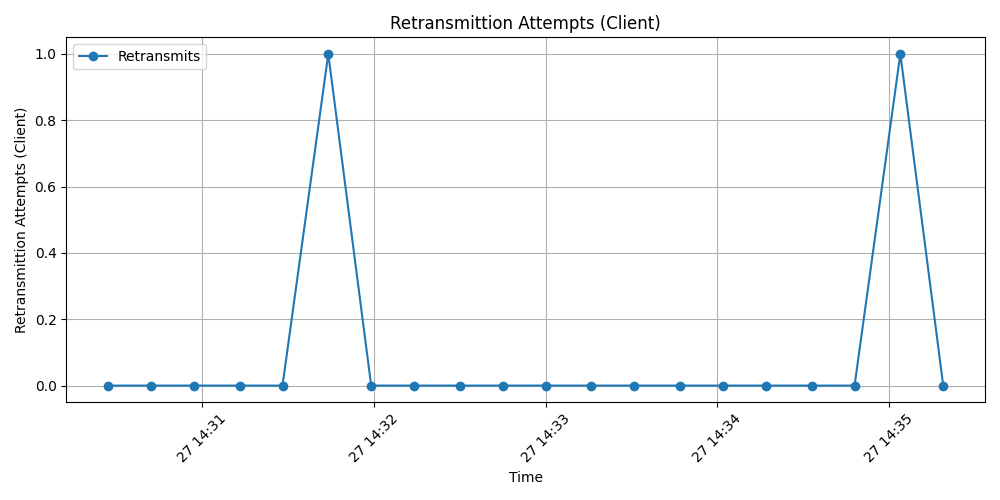 Retransmittion Attempts (Client)
Retransmits
Retransmittion Attempts (Client)
1.0
0.8
0.6
0.4
0.2
0.0
27 14:31
27 14:32
27 14:33
27 14:34
27 14:35
Time